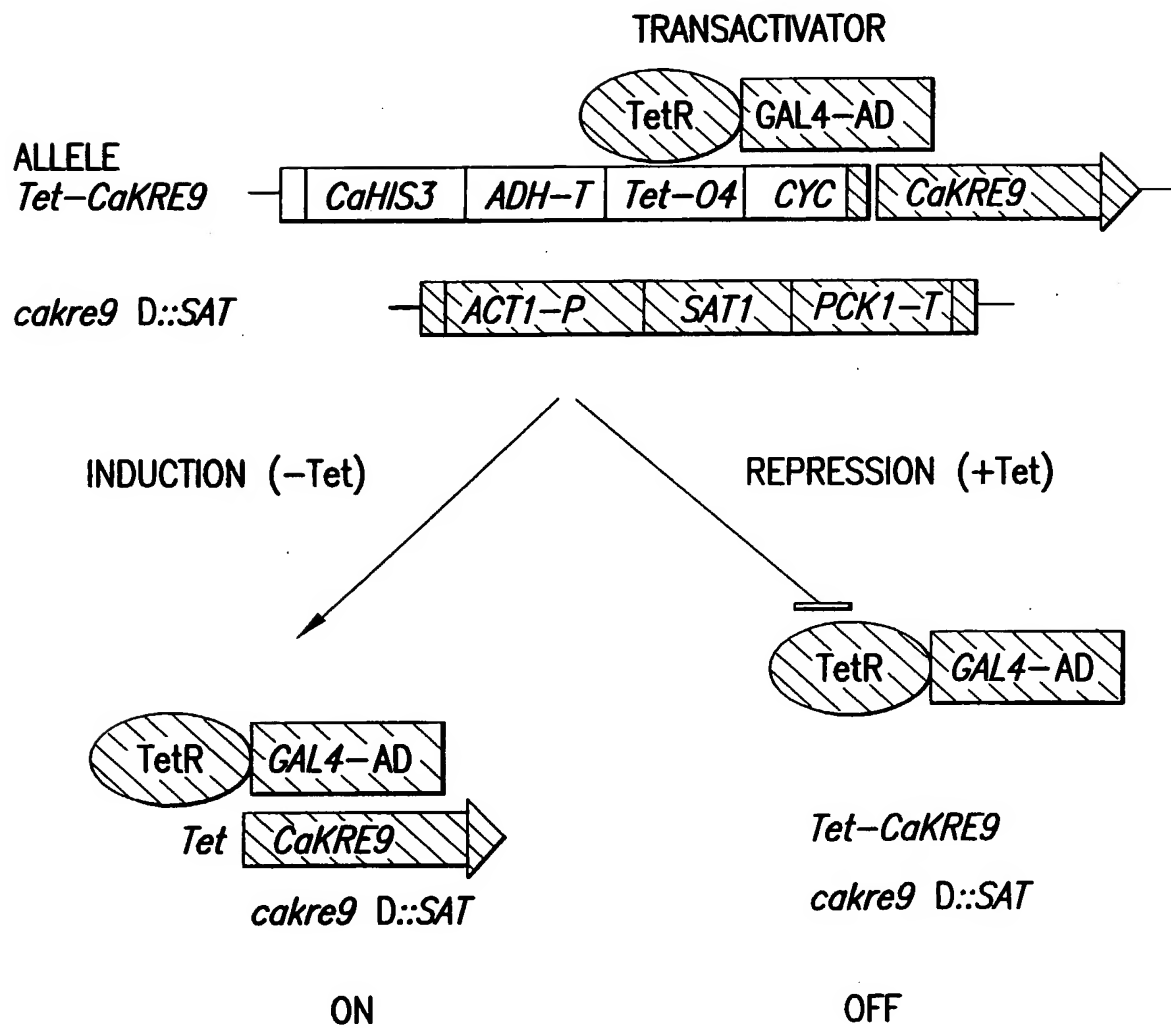 TRANSACTIVATOR
TetR GAL4-AD
ALLELE
Tet-CaKRE9 CaHIS3 ADH-T Tet-O4 CYC CaKRE9
cakre9 D::SAT ACT1-P SAT1 PCK1-T
INDUCTION (-Tet) REPRESSION (+Tet)
TetR GAL4-AD
TetR GAL4-AD
Tet CaKRE9 Tet-CaKRE9
cakre9 D::SAT cakre9 D::SAT
ON OFF